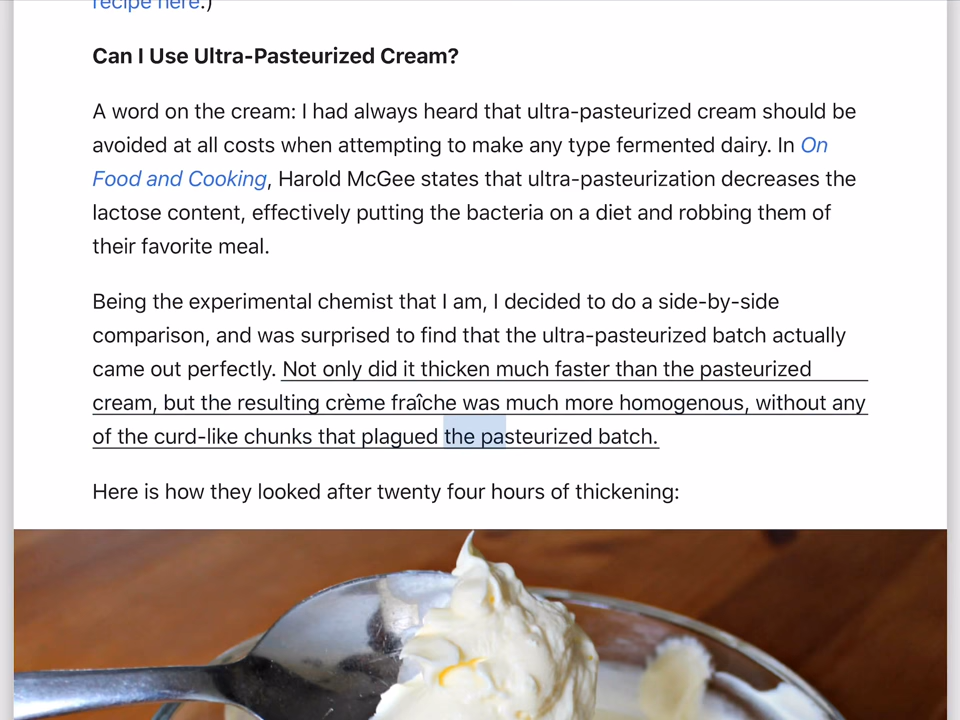 recipe here.)
Can I Use Ultra-Pasteurized Cream?
A word on the cream: I had always heard that ultra-pasteurized cream should be
avoided at all costs when attempting to make any type fermented dairy. In On
Food and Cooking, Harold McGee states that ultra-pasteurization decreases the
lactose content, effectively putting the bacteria on a diet and robbing them of
their favorite meal.
Being the experimental chemist that I am, I decided to do a side-by-side
comparison, and was surprised to find that the ultra-pasteurized batch actually
came out perfectly. Not only did it thicken much faster than the pasteurized
cream, but the resulting crème fraîche was much more homogenous, without any
of the curd-like chunks that plagued the pasteurized batch.
Here is how they looked after twenty four hours of thickening: